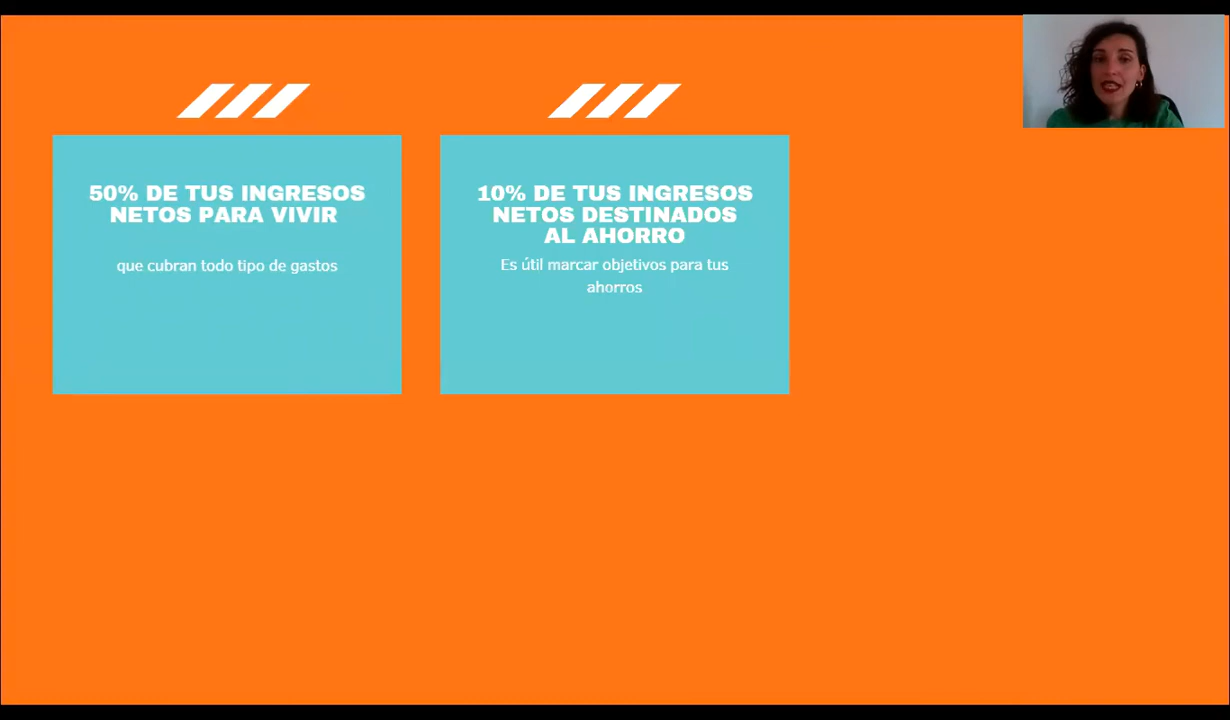 50% DE TUS INGRESOS
NETOS PARA VIVIR
que cubran todo tipo de gastos
10% DE TUS INGRESOS
NETOS DESTINADOS
AL AHORRO
Es útil marcar objetivos para tus
ahorros